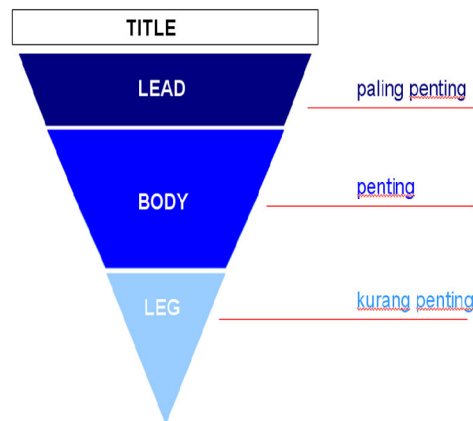 TITLE
LEAD
paling penting
BODY
penting
LEG
kurang penting